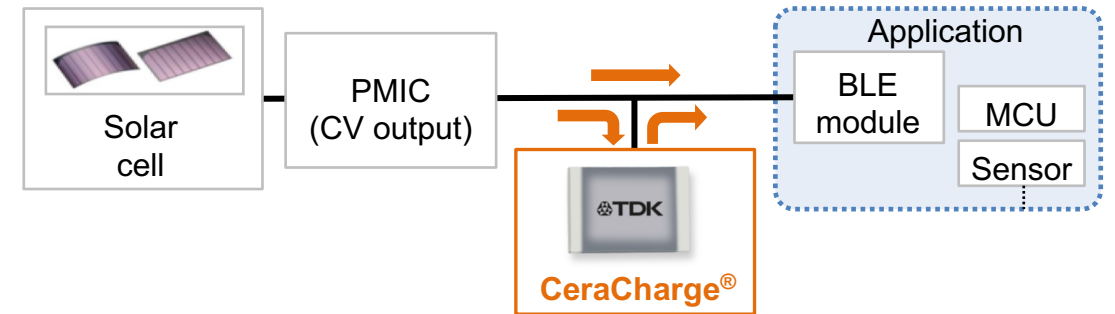 Solar
cell
PMIC
(CV output)
TDK
CeraCharge®
Application
BLE
module
MCU
Sensor